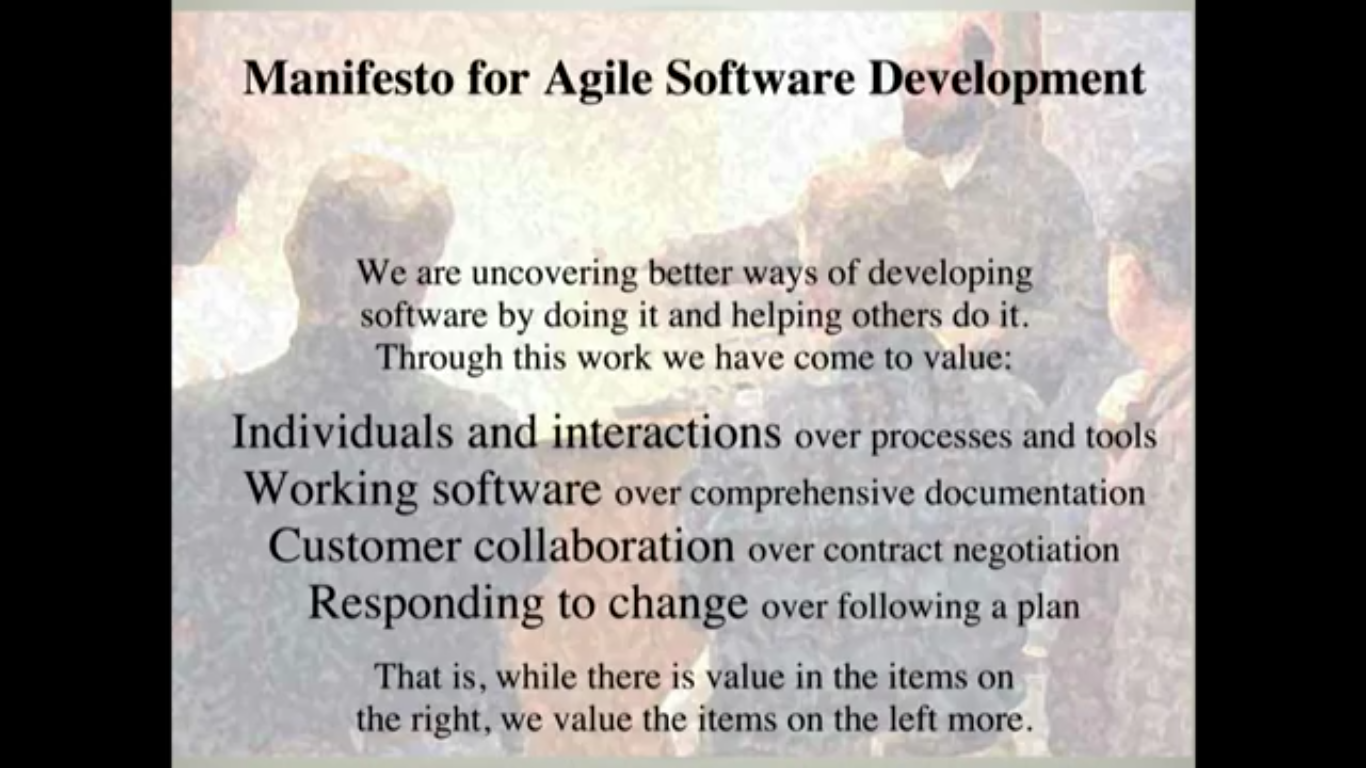 Manifesto for Agile Software Development
We are uncovering better ways of developing
software by doing it and helping others do it.
Through this work we have come to value:
Individuals and interactions over processes and tools
Working software over comprehensive documentation
Customer collaboration over contract negotiation
Responding to change over following a plan
That is, while there is value in the items on
the right, we value the items on the left more.